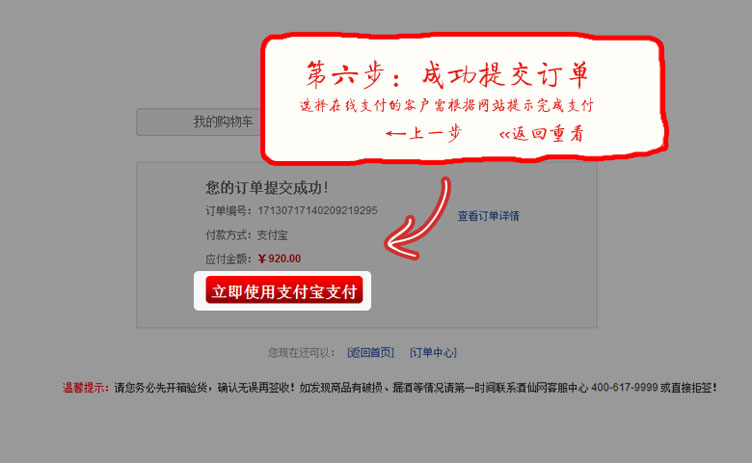 第六步：成功提交订单
选择在线支付的客户需根据网站提示完成支付
←上一步 «返回重看
我的购物车
您的订单提交成功！
订单编号：17130717140209219295
查看订单详情
付款方式：支付宝
应付金额：￥920.00
立即使用支付宝支付
您现在还可以： [返回首页] [订单中心]
温馨提示：请您务必先开箱验货，确认无误再签收！如发现商品有破损、漏酒等情况请第一时间联系酒仙网客服中心 400-617-9999 或直接拒签！